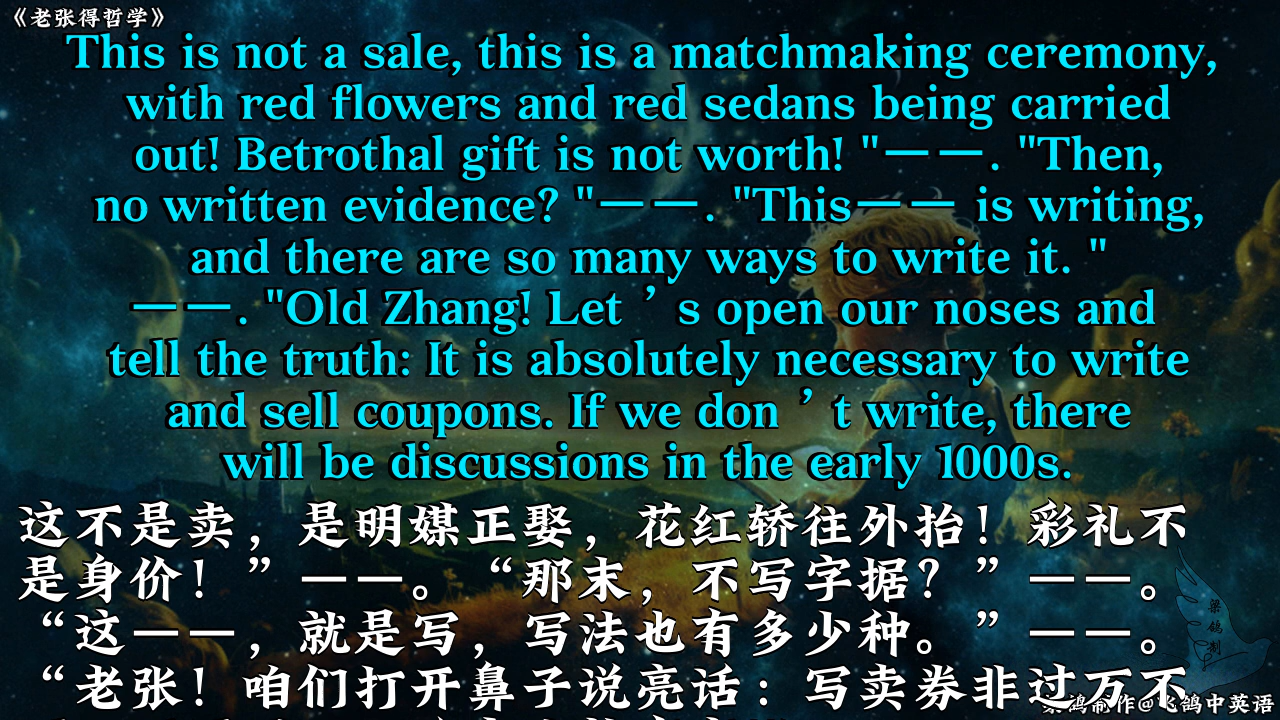 《老张得哲学》
This is not a sale, this is a matchmaking ceremony,
with red flowers and red sedans being carried
out! Betrothal gift is not worth! "——. "Then,
no written evidence? "——. "This—— is writing,
and there are so many ways to write it. "
——. "Old Zhang! Let ’ s open our noses and
tell the truth: It is absolutely necessary to write
and sell coupons. If we don ’ t write, there
will be discussions in the early 1000s.
这不是卖，是明媒正娶，花红轿往外抬！彩礼不
是身价！”——。“那末，不写字据？”——。
“这——，就是写，写法也有多少种。”——。
“老张！咱们打开鼻子说亮话：写卖券非过万不
梁鸽制
梁鸽制作@飞鸽中英语